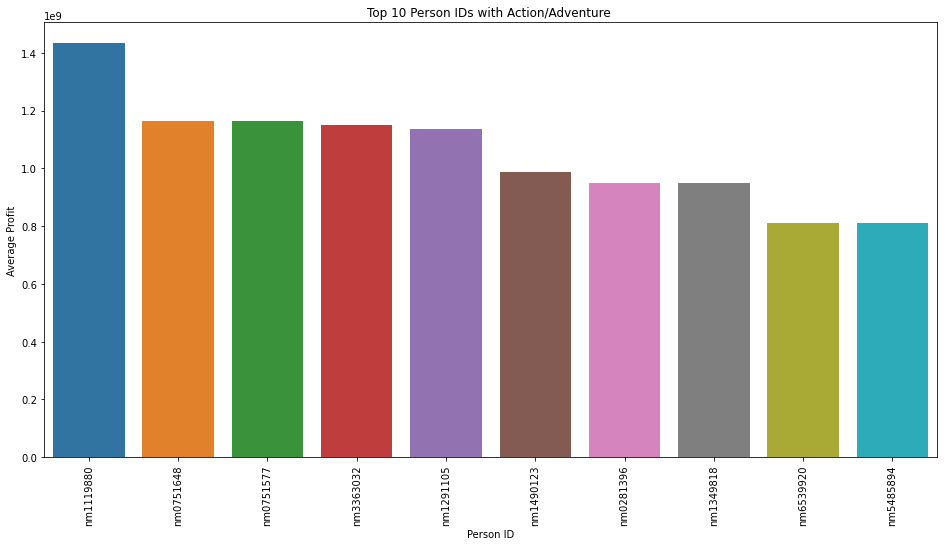 Top 10 Person IDs with Action/Adventure
1e9
1.4
1.2
1.0
0.8
0.6
0.4
0.2
0.0
Average Profit
nm1119880
nm0751648
nm0751577
nm3363032
nm1291105
nm1490123
nm0281396
nm1349818
nm6539920
nm5485894
Person ID